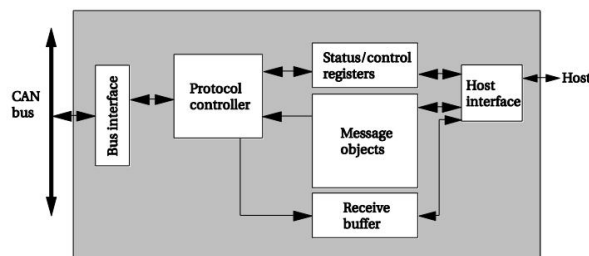 CAN
bus
Bus interface
Protocol
controller
Status/control
registers
Message
objects
Receive
buffer
Host
interface
Host